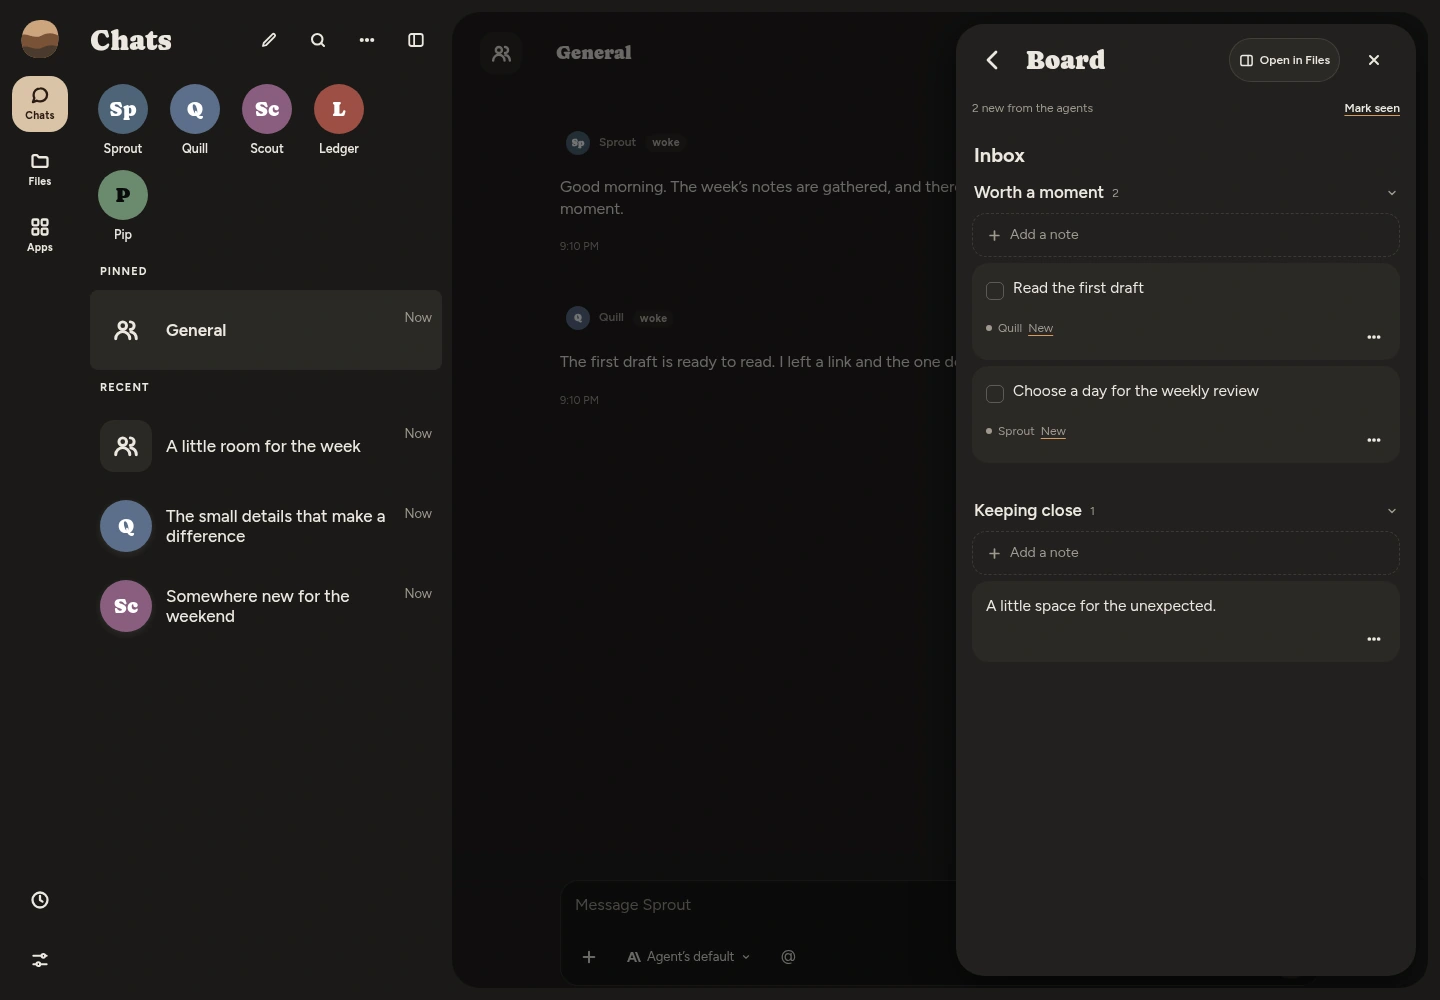 Chats
Chats
Files
Apps
Sp
Sprout
Q
Quill
Sc
Scout
L
Ledger
P
Pip
PINNED
General
Now
RECENT
A little room for the week
Now
Q
The small details that make a
difference
Now
Sc
Somewhere new for the
weekend
Now
General
Sp
Sprout
woke
Good morning. The week's notes are gathered, and
moment.
9:10 PM
Q
Quill
woke
The first draft is ready to read. I left a link and the one
9:10 PM
Message Sprout
Agent's default
@
Board
Open in Files
2 new from the agents
Mark seen
Inbox
Worth a moment 2
+ Add a note
Read the first draft
Quill New
Choose a day for the weekly review
Sprout New
Keeping close 1
+ Add a note
A little space for the unexpected.